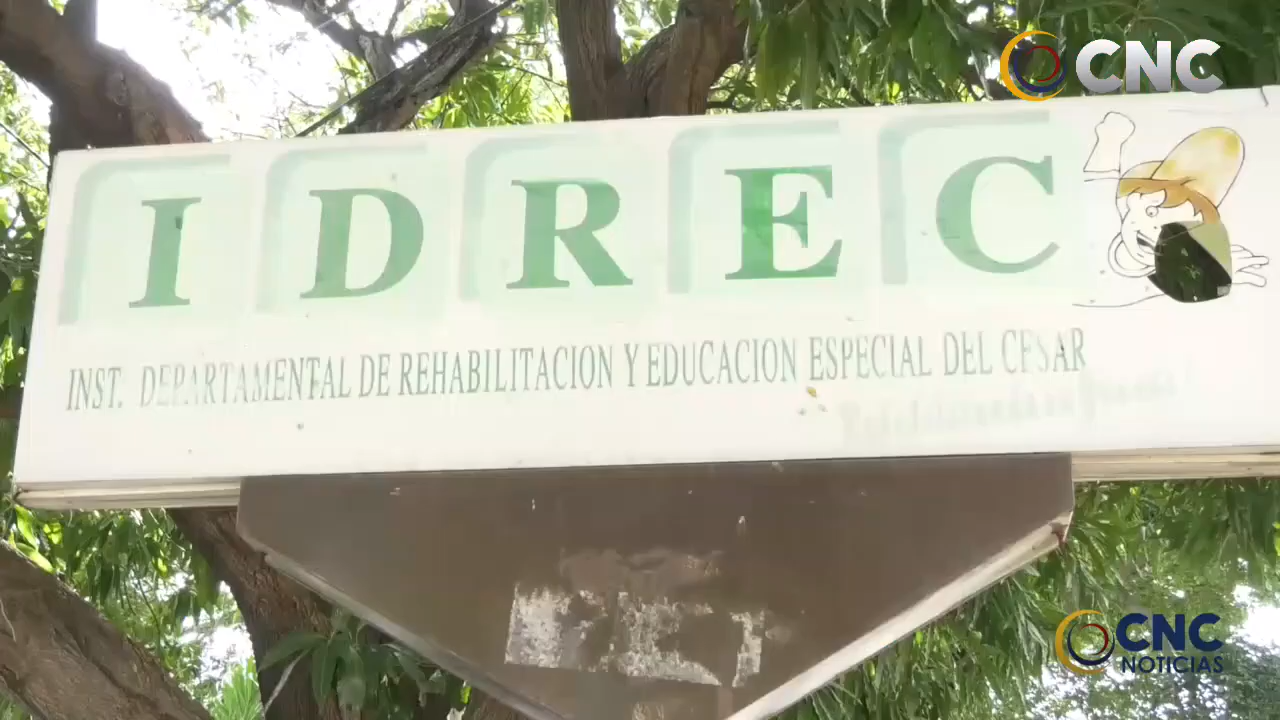 CNC
IDREC
INST. DEPARTAMENTAL DE REHABILITACION Y EDUCACION ESPECIAL DEL CESAR
CNC
NOTICIAS